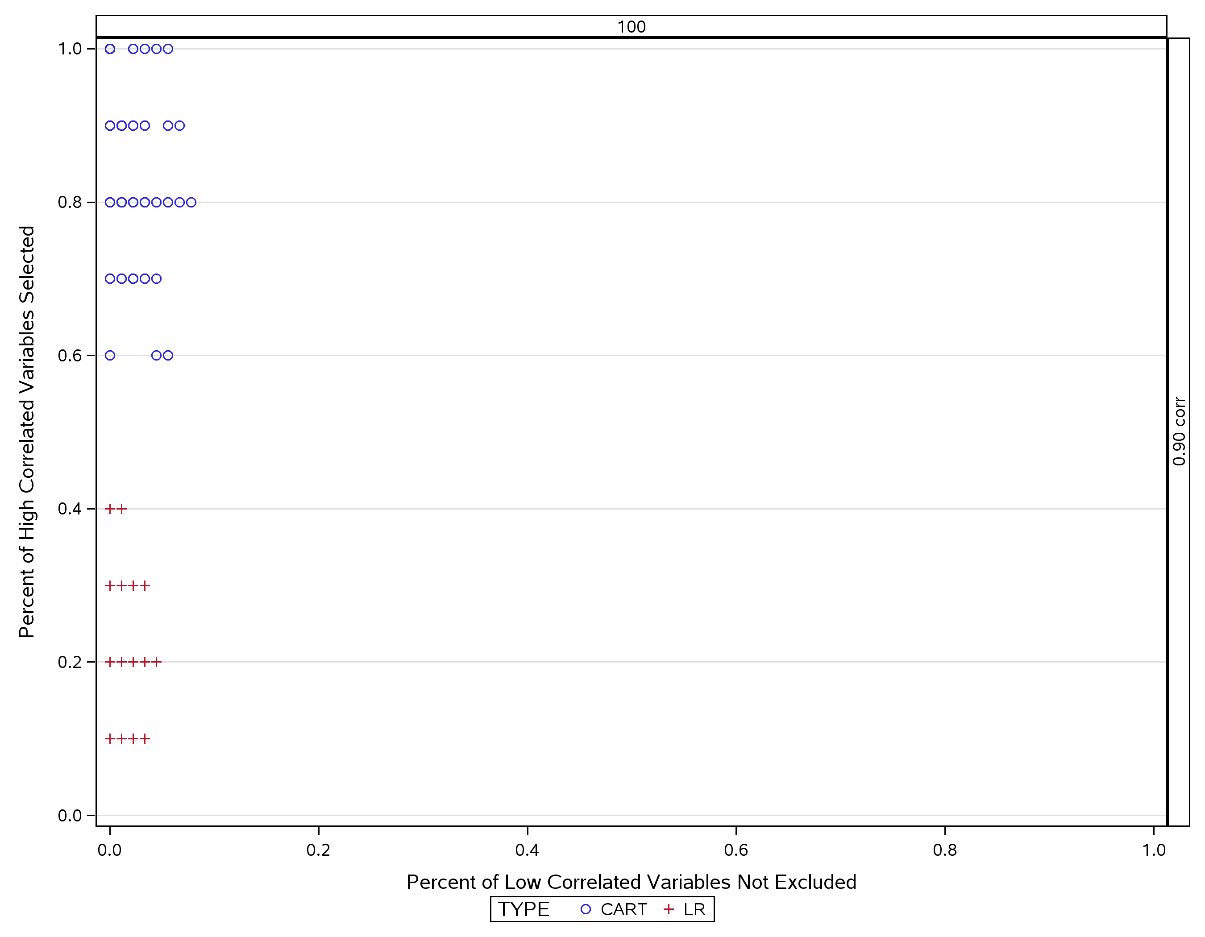 100
1.0
0.8
0.6
0.4
0.2
0.0
Percent of High Correlated Variables Selected
0.90 corr
0.0 0.2 0.4 0.6 0.8 1.0
Percent of Low Correlated Variables Not Excluded
TYPE CART LR